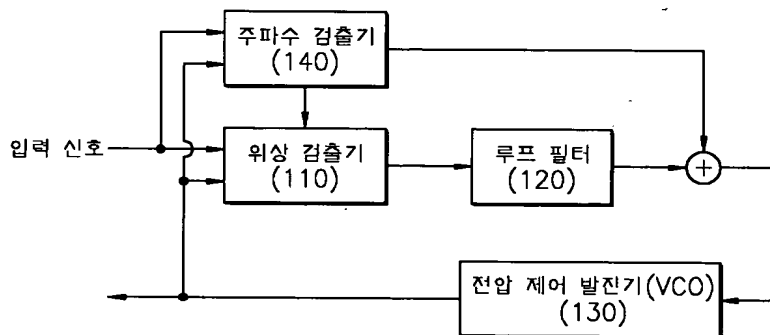 주파수 검출기
(140)
입력 신호
위상 검출기
(110)
루프 필터
(120)
+
전압 제어 발진기(VCO)
(130)